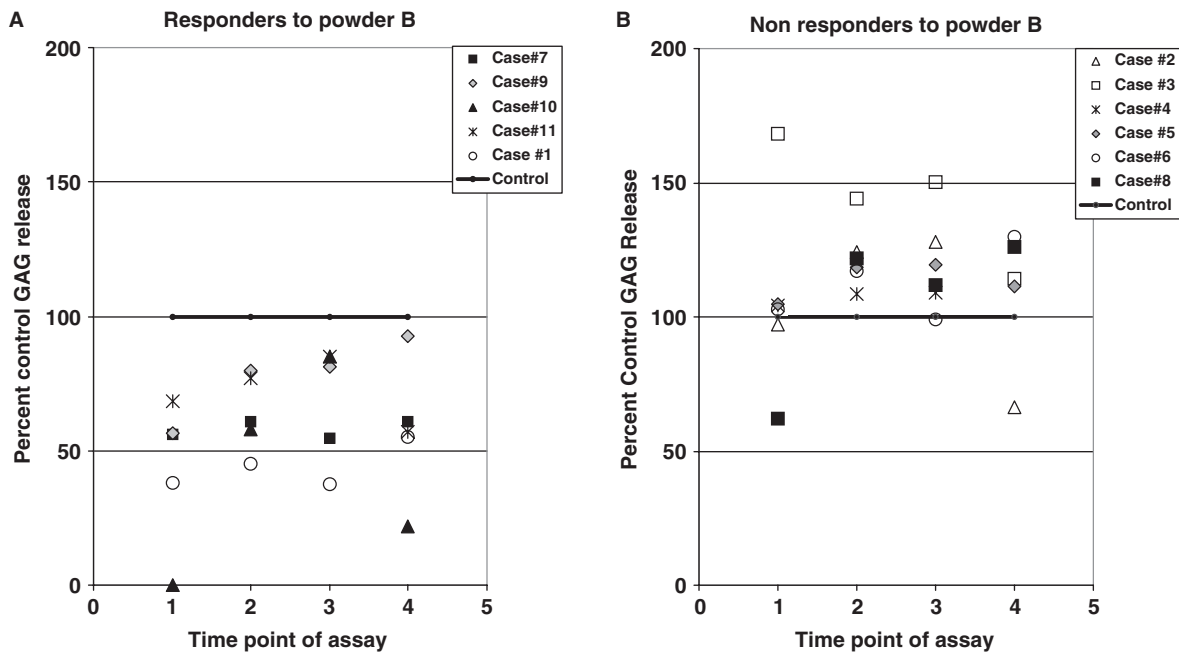 A
Responders to powder B
200
150
100
50
0
0 1 2 3 4 5
Percent control GAG release
Time point of assay
Case#7
Case#9
Case#10
Case#11
Case #1
Control
B
Non responders to powder B
200
150
100
50
0
0 1 2 3 4 5
Percent Control GAG Release
Time point of assay
Case #2
Case #3
Case#4
Case #5
Case#6
Case#8
Control